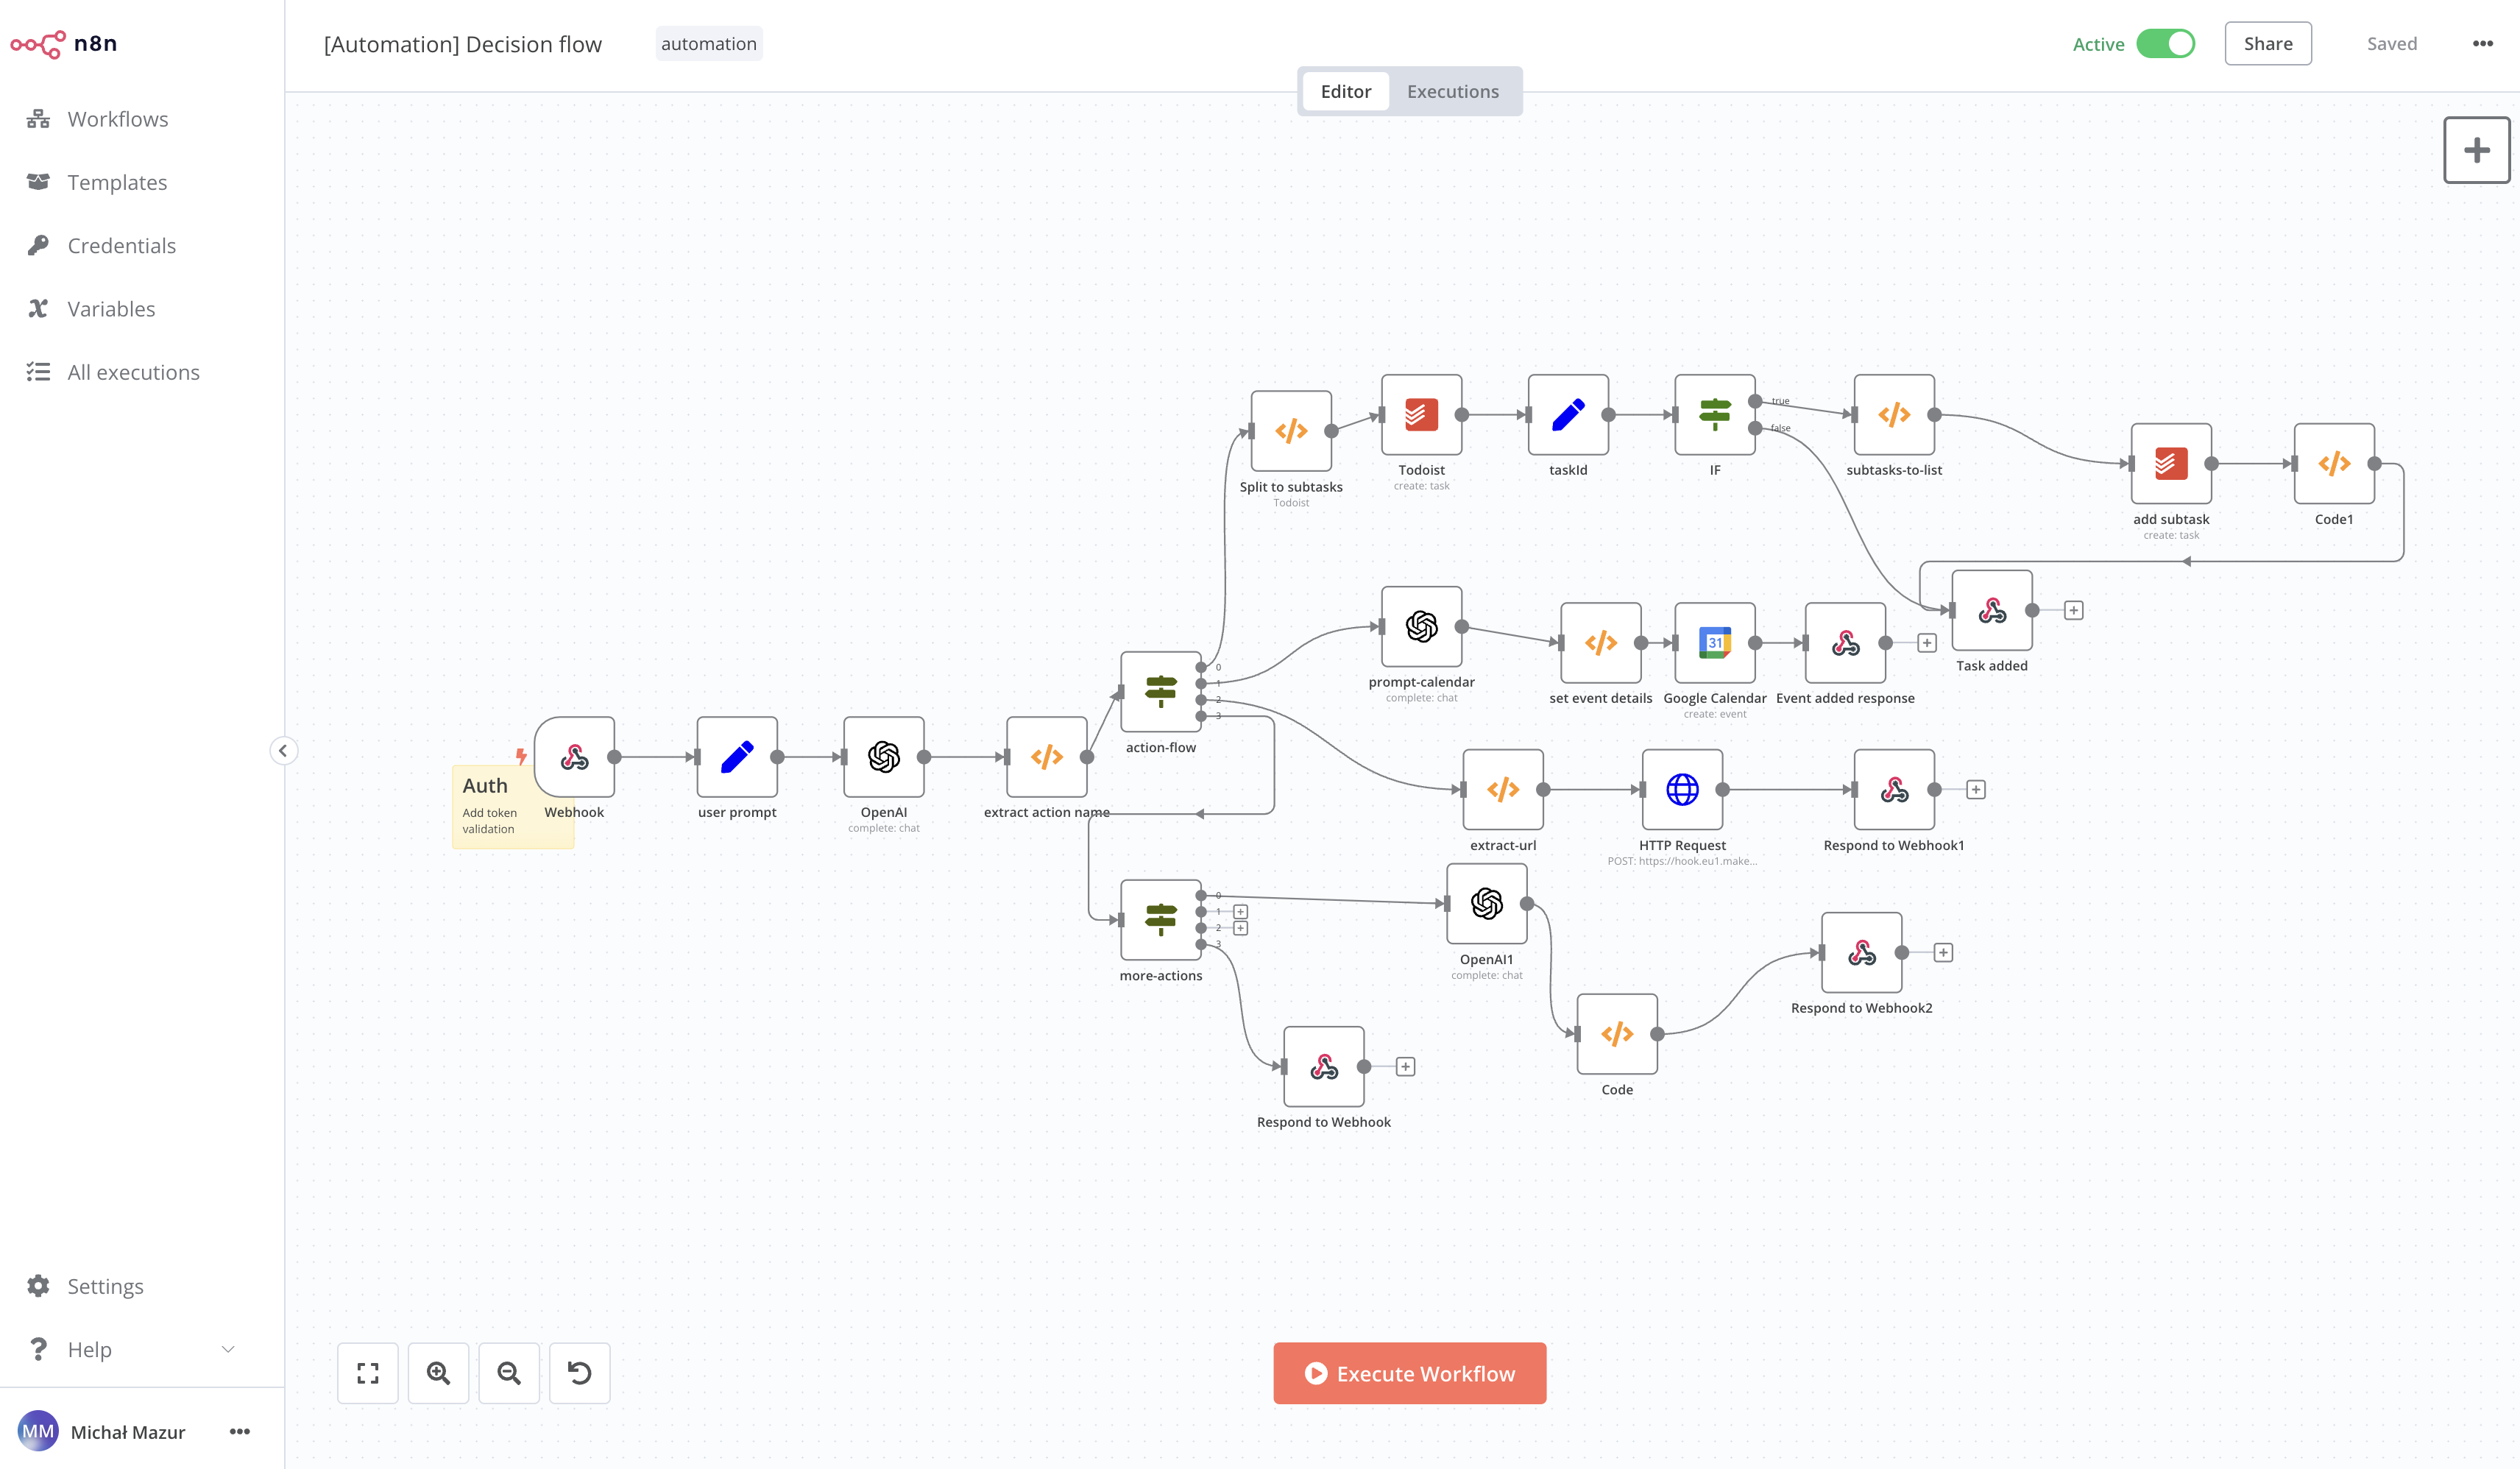 n8n
[Automation] Decision flow
automation
Active
Share
Saved
Editor
Executions
Workflows
Templates
Credentials
Variables
All executions
Split to subtasks
Todoist
Todoist
create: task
taskId
IF
true
false
subtasks-to-list
add subtask
create: task
Code1
Task added
prompt-calendar
complete: chat
set event details
31
Google Calendar
create: event
Event added response
0
1
2
3
action-flow
Auth
Add token
validation
Webhook
user prompt
OpenAI
complete: chat
extract action name
extract-url
HTTP Request
POST: https://hook.eu1.make...
Respond to Webhook1
0
1
2
3
more-actions
OpenAI1
complete: chat
Respond to Webhook2
Code
Respond to Webhook
Settings
Help
Execute Workflow
MM
Michał Mazur